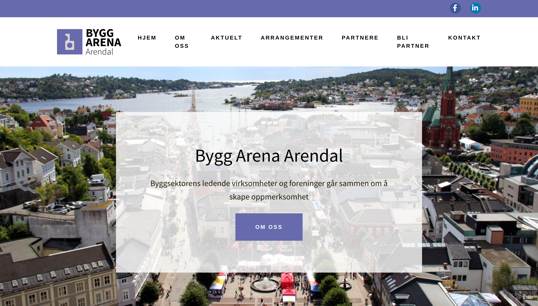 BYGG
ARENA
Arendal
HJEM
OM
OSS
AKTUELT
ARRANGEMENTER
PARTNERE
BLI
PARTNER
KONTAKT
Bygg Arena Arendal
Byggsektorens ledende virksomheter og foreninger går sammen om å
skape oppmerksomhet
OM OSS